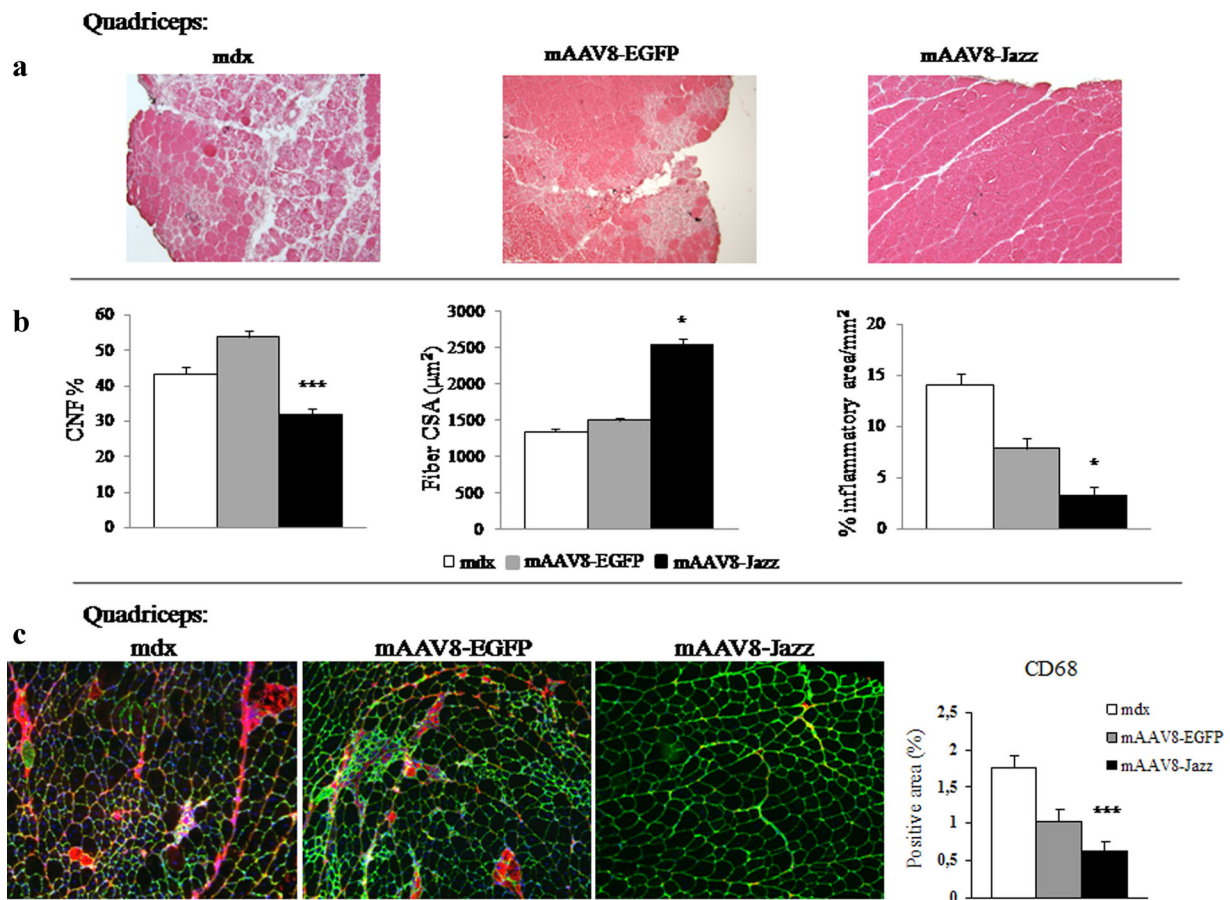 Quadriceps:
a
mdx
mAAV8-EGFP
mAAV8-Jazz
b
60
50
40
30
20
10
0
CNF %
***
3000
2500
2000
1500
1000
500
0
Fiber CSA (μm²)
*
20
15
10
5
0
% inflammatory area/mm²
*
mdx
mAAV8-EGFP
mAAV8-Jazz
Quadriceps:
c
mdx
mAAV8-EGFP
mAAV8-Jazz
CD68
2,5
2
1,5
1
0,5
0
Positive area (%)
mdx
mAAV8-EGFP
mAAV8-Jazz
***